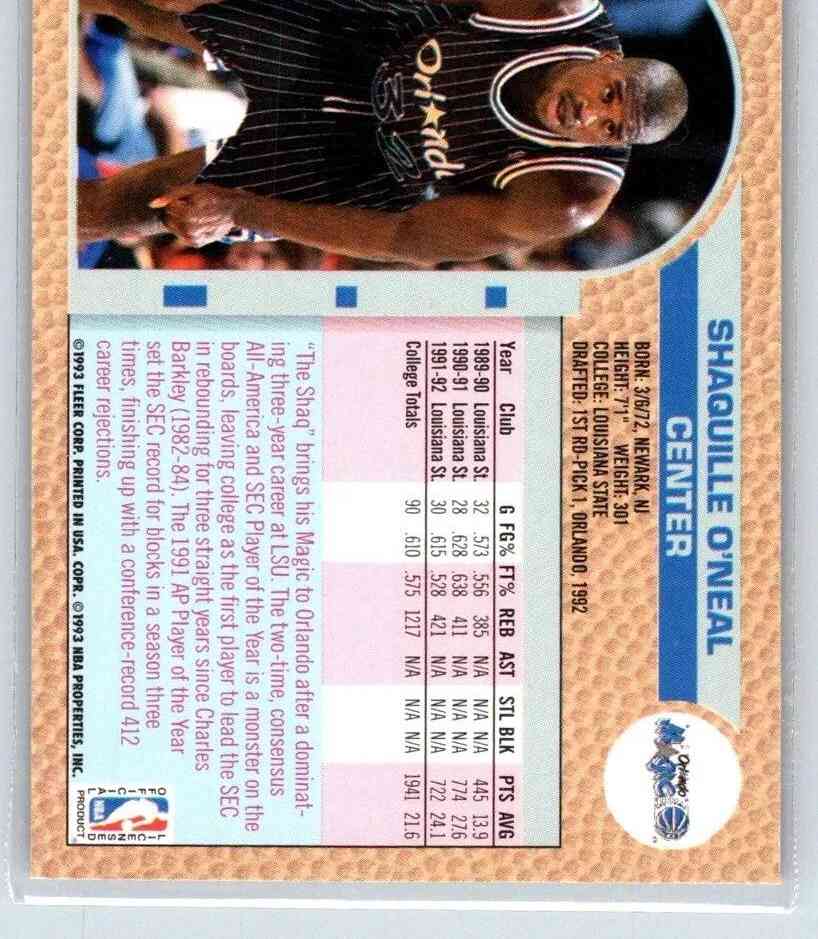 SHAQUILLE O'NEAL
CENTER
Orlando
MAGIC
BORN: 3/6/72, NEWARK, NJ
HEIGHT: 7'1" WEIGHT: 301
COLLEGE: LOUISIANA STATE
DRAFTED: 1ST RD-PICK 1, ORLANDO, 1992
Orland
32
Year Club G FG% FT% REB AST STL BLK PTS AVG
1989-90 Louisiana St. 32 .573 .556 385 N/A N/A N/A 445 13.9
1990-91 Louisiana St. 28 .628 .638 411 N/A N/A N/A 774 27.6
1991-92 Louisiana St. 30 .615 .528 421 N/A N/A N/A 722 24.1
College Totals 90 .610 .575 1217 N/A N/A N/A 1941 21.6
"The Shaq" brings his Magic to Orlando after a dominat-
ing three-year career at LSU. The two-time, consensus
All-America and SEC Player of the Year is a monster on the
boards, leaving college as the first player to lead the SEC
in rebounding for three straight years since Charles
Barkley (1982-84). The 1991 AP Player of the Year
set the SEC record for blocks in a season three
times, finishing up with a conference-record 412
career rejections.
OFFICIAL LICENSED
NBA
PRODUCT
©1993 FLEER CORP. PRINTED IN USA. COPR. ©1993 NBA PROPERTIES, INC.